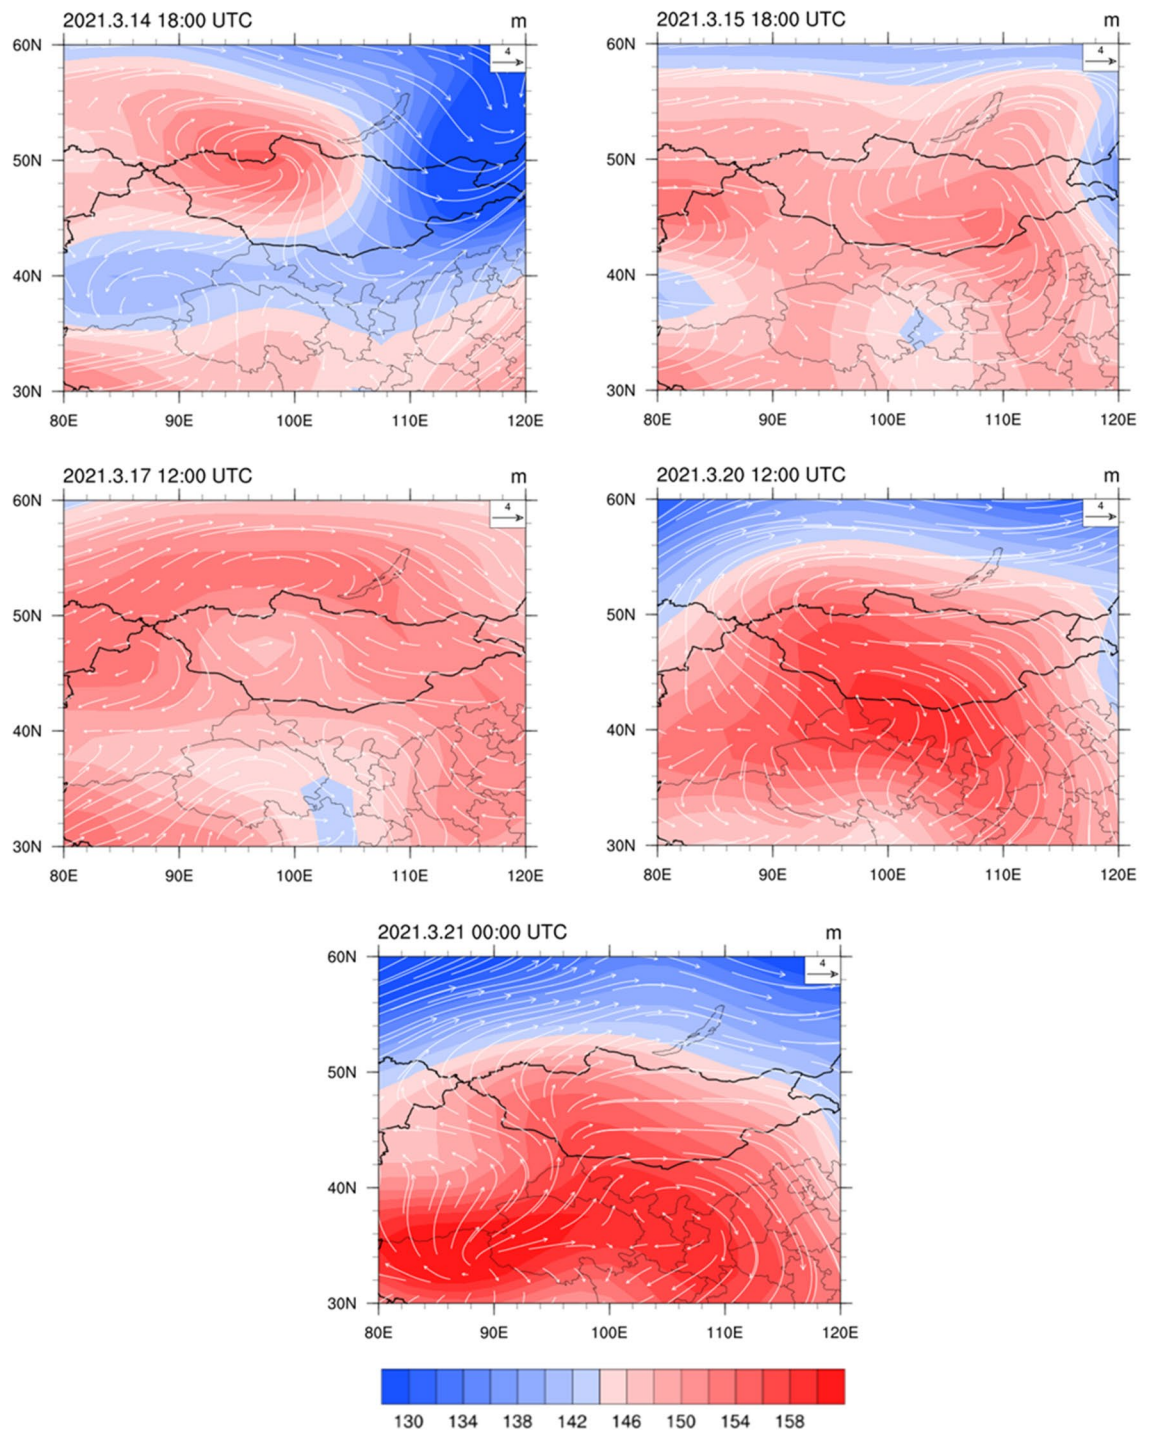 2021.3.14 18:00 UTC m
4
60N
50N
40N
30N
80E 90E 100E 110E 120E
2021.3.15 18:00 UTC m
4
60N
50N
40N
30N
80E 90E 100E 110E 120E
2021.3.17 12:00 UTC m
4
60N
50N
40N
30N
80E 90E 100E 110E 120E
2021.3.20 12:00 UTC m
4
60N
50N
40N
30N
80E 90E 100E 110E 120E
2021.3.21 00:00 UTC m
4
60N
50N
40N
30N
80E 90E 100E 110E 120E
130 134 138 142 146 150 154 158